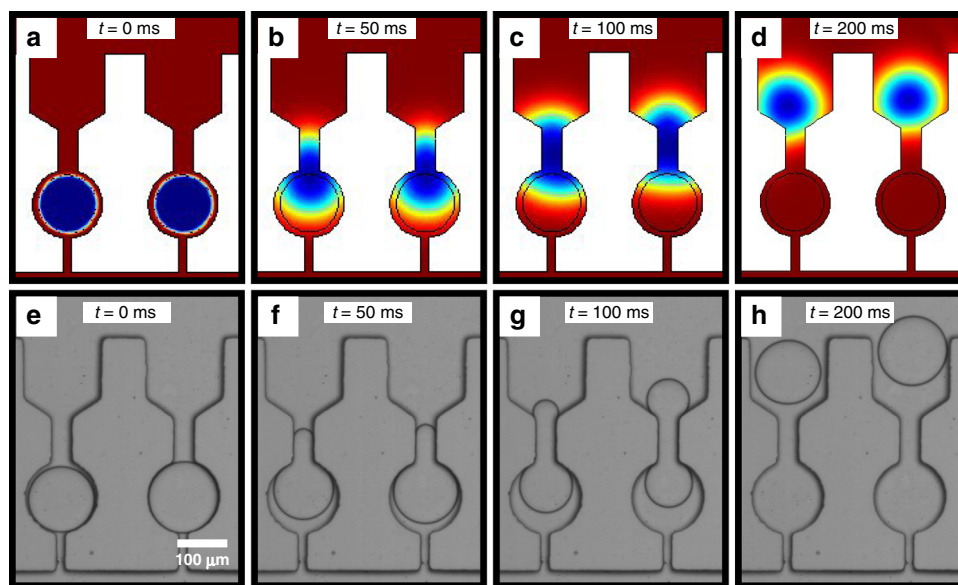 a t = 0 ms
b t = 50 ms
c t = 100 ms
d t = 200 ms
e t = 0 ms
f t = 50 ms
g t = 100 ms
h t = 200 ms
100 μm